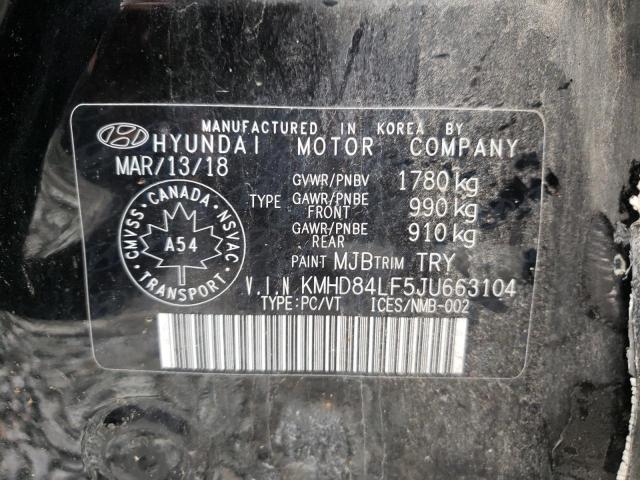 MANUFACTURED IN KOREA BY
HYUNDAI MOTOR COMPANY
MAR/13/18
GVWR/PNBV 1780 kg
TYPE GAWR/PNBE FRONT 990 kg
GAWR/PNBE REAR 910 kg
PAINT MJB TRIM TRY
CANADA
CMVSS NSVAC
A54
TRANSPORT
V.I.N KMHD84LF5JU663104
TYPE:PC/VT ICES/NMB-002